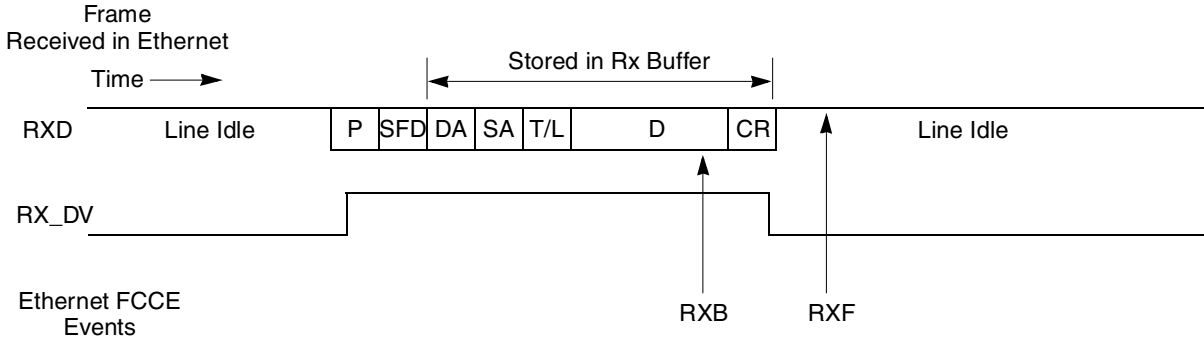 Frame
Received in Ethernet
Stored in Rx Buffer
Time
RXD
Line Idle
P
SFD
DA
SA
T/L
D
CR
Line Idle
RX_DV
Ethernet FCCE
Events
RXB
RXF